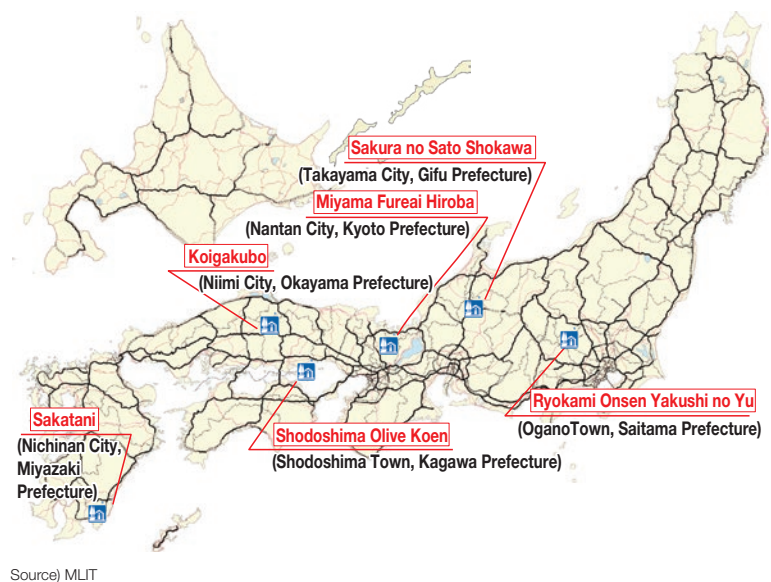 Sakura no Sato Shokawa
(Takayama City, Gifu Prefecture)
Miyama Fureai Hiroba
(Nantan City, Kyoto Prefecture)
Koigakubo
(Niimi City, Okayama Prefecture)
Ryokami Onsen Yakushi no Yu
(OganoTown, Saitama Prefecture)
Sakatani
(Nichinan City,
Miyazaki
Prefecture)
Shodoshima Olive Koen
(Shodoshima Town, Kagawa Prefecture)
Source) MLIT